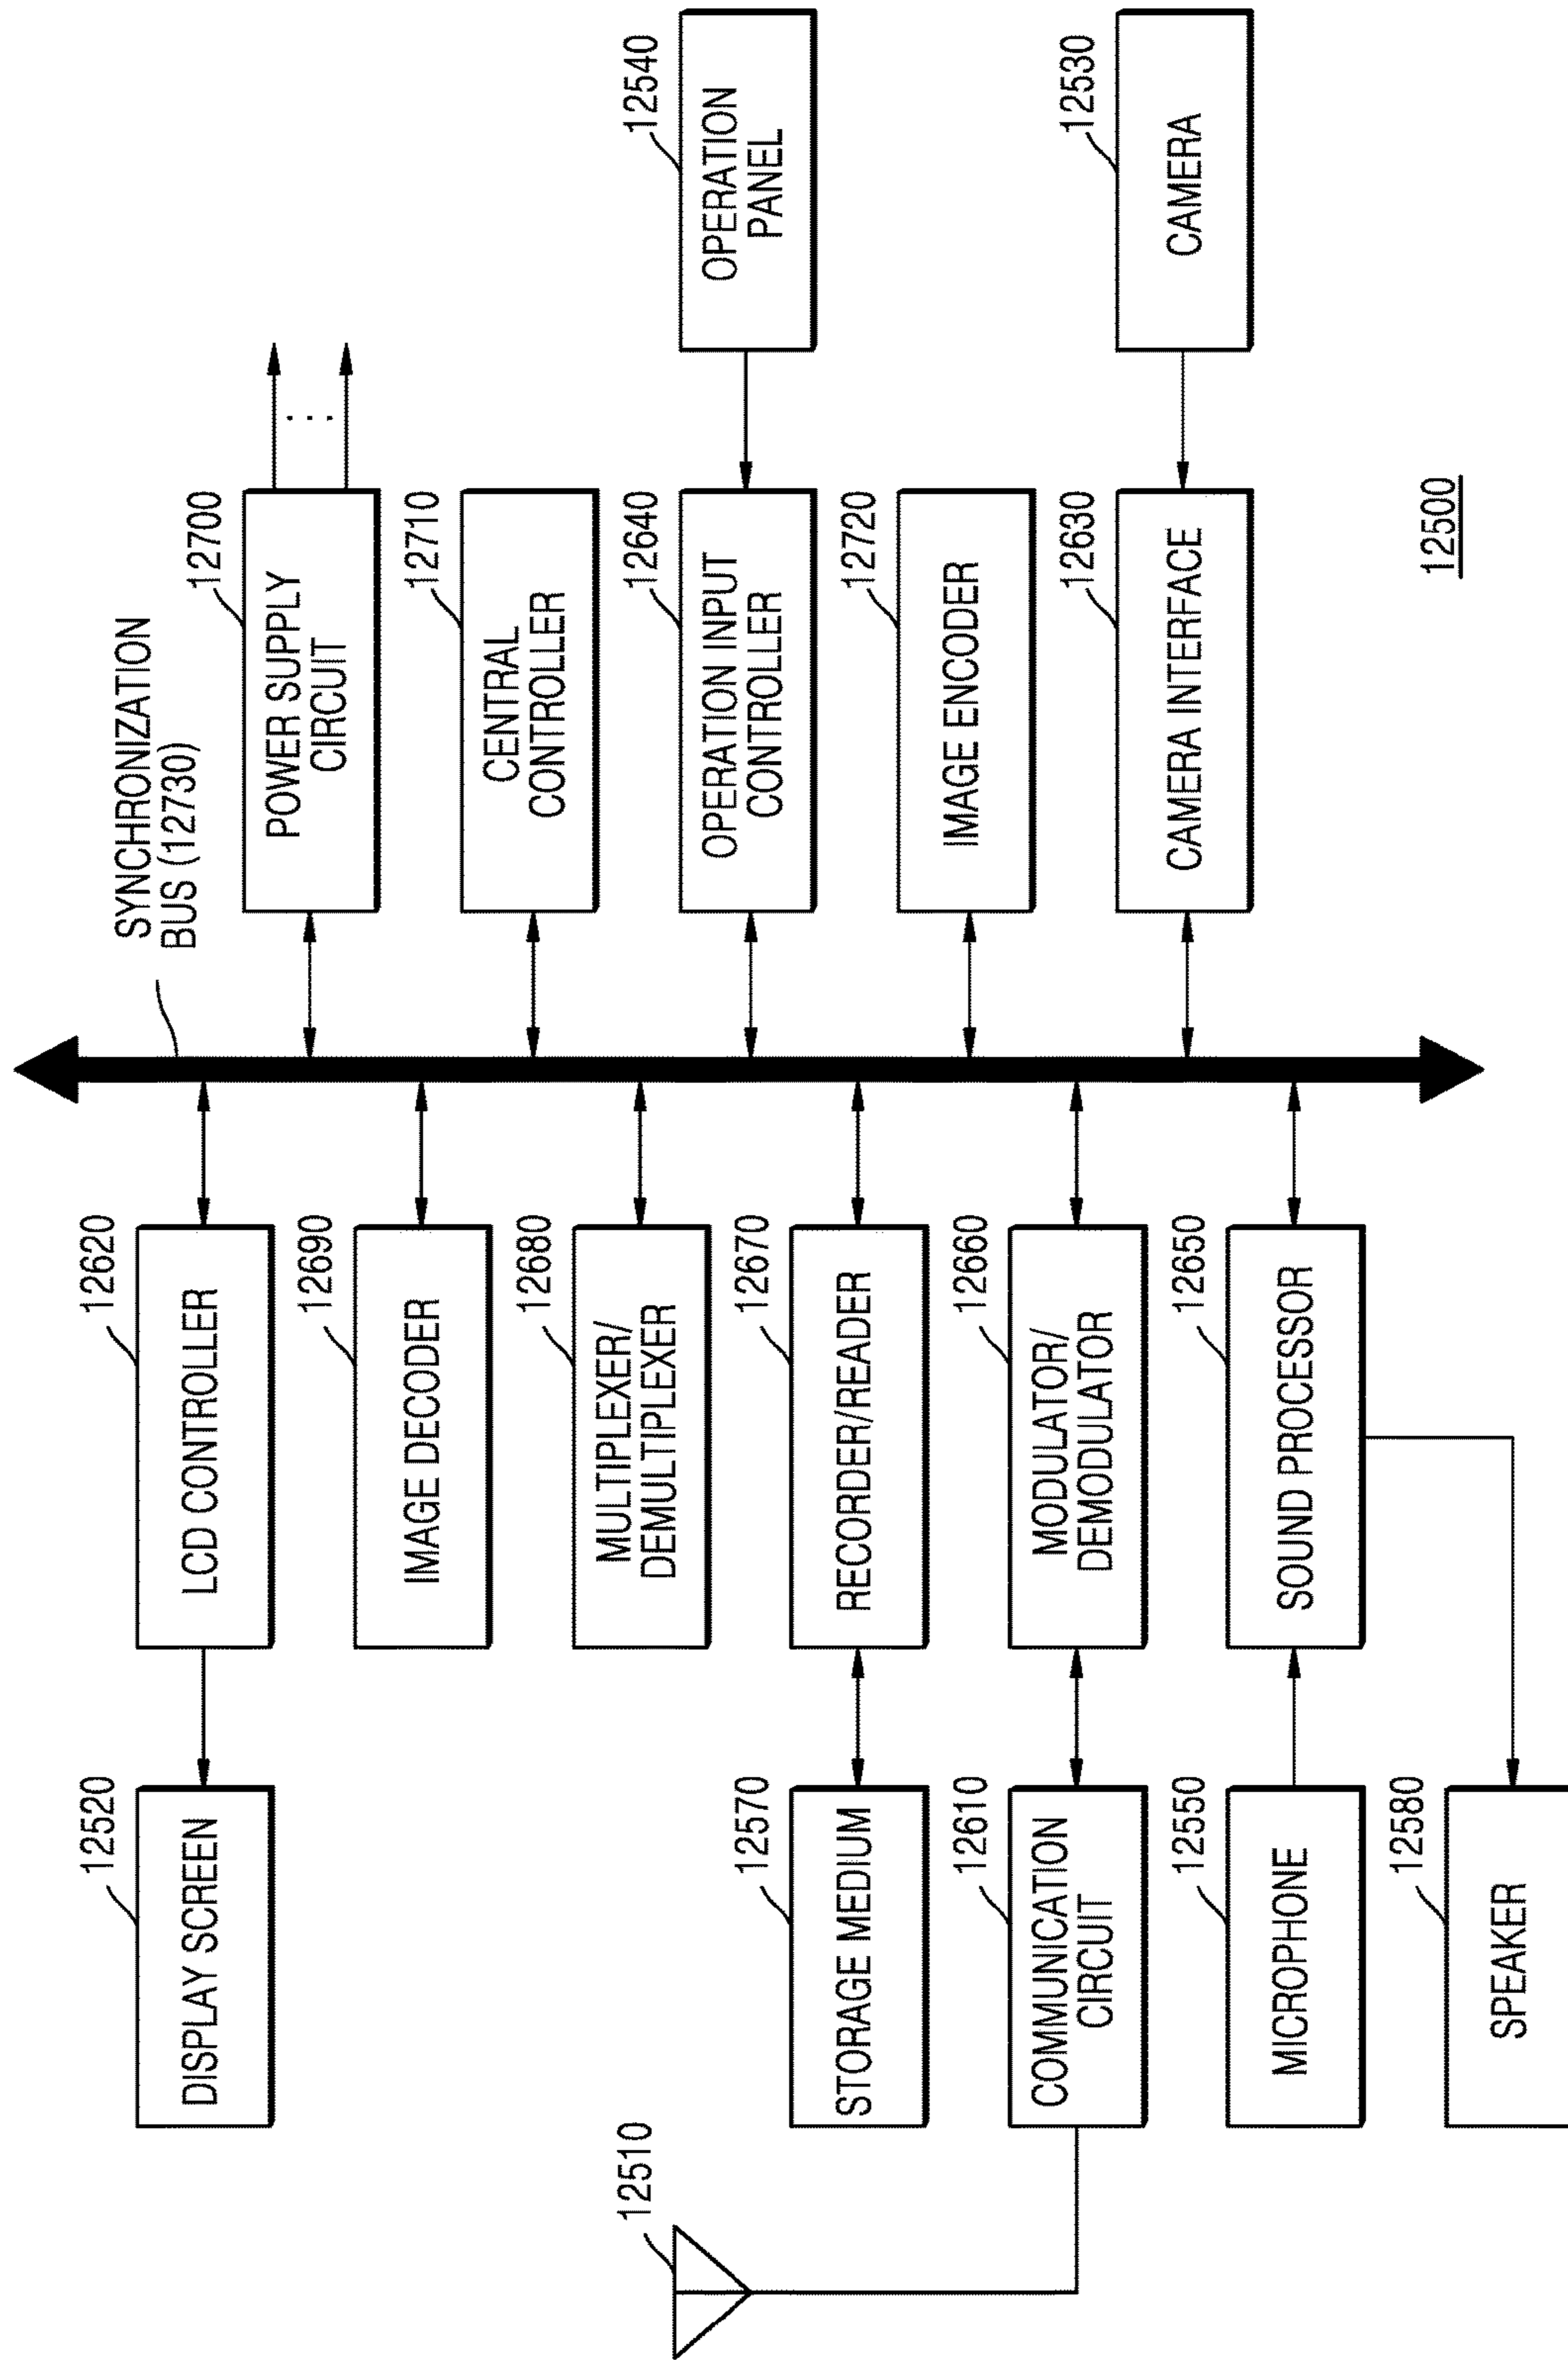 12510
12520
DISPLAY SCREEN
12570
STORAGE MEDIUM
12610
COMMUNICATION
CIRCUIT
12550
MICROPHONE
12580
SPEAKER
12620
LCD CONTROLLER
12690
IMAGE DECODER
12680
MULTIPLEXER/
DEMULTIPLEXER
12670
RECORDER/READER
12660
MODULATOR/
DEMODULATOR
12650
SOUND PROCESSOR
SYNCHRONIZATION
BUS (12730)
12700
POWER SUPPLY
CIRCUIT
12710
CENTRAL
CONTROLLER
12640
OPERATION INPUT
CONTROLLER
12720
IMAGE ENCODER
12630
CAMERA INTERFACE
12540
OPERATION
PANEL
12530
CAMERA
12500